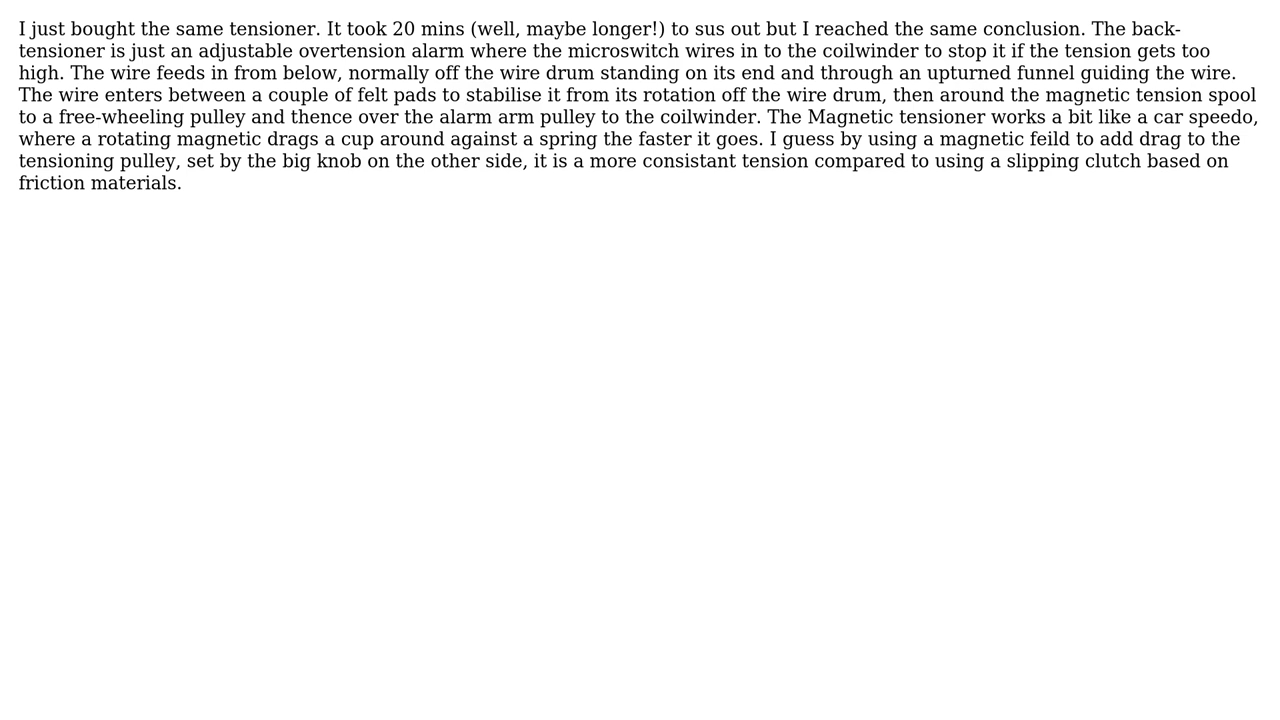 I just bought the same tensioner. It took 20 mins (well, maybe longer!) to sus out but I reached the same conclusion. The back-
tensioner is just an adjustable overtension alarm where the microswitch wires in to the coilwinder to stop it if the tension gets too
high. The wire feeds in from below, normally off the wire drum standing on its end and through an upturned funnel guiding the wire.
The wire enters between a couple of felt pads to stabilise it from its rotation off the wire drum, then around the magnetic tension spool
to a free-wheeling pulley and thence over the alarm arm pulley to the coilwinder. The Magnetic tensioner works a bit like a car speedo,
where a rotating magnetic drags a cup around against a spring the faster it goes. I guess by using a magnetic feild to add drag to the
tensioning pulley, set by the big knob on the other side, it is a more consistant tension compared to using a slipping clutch based on
friction materials.